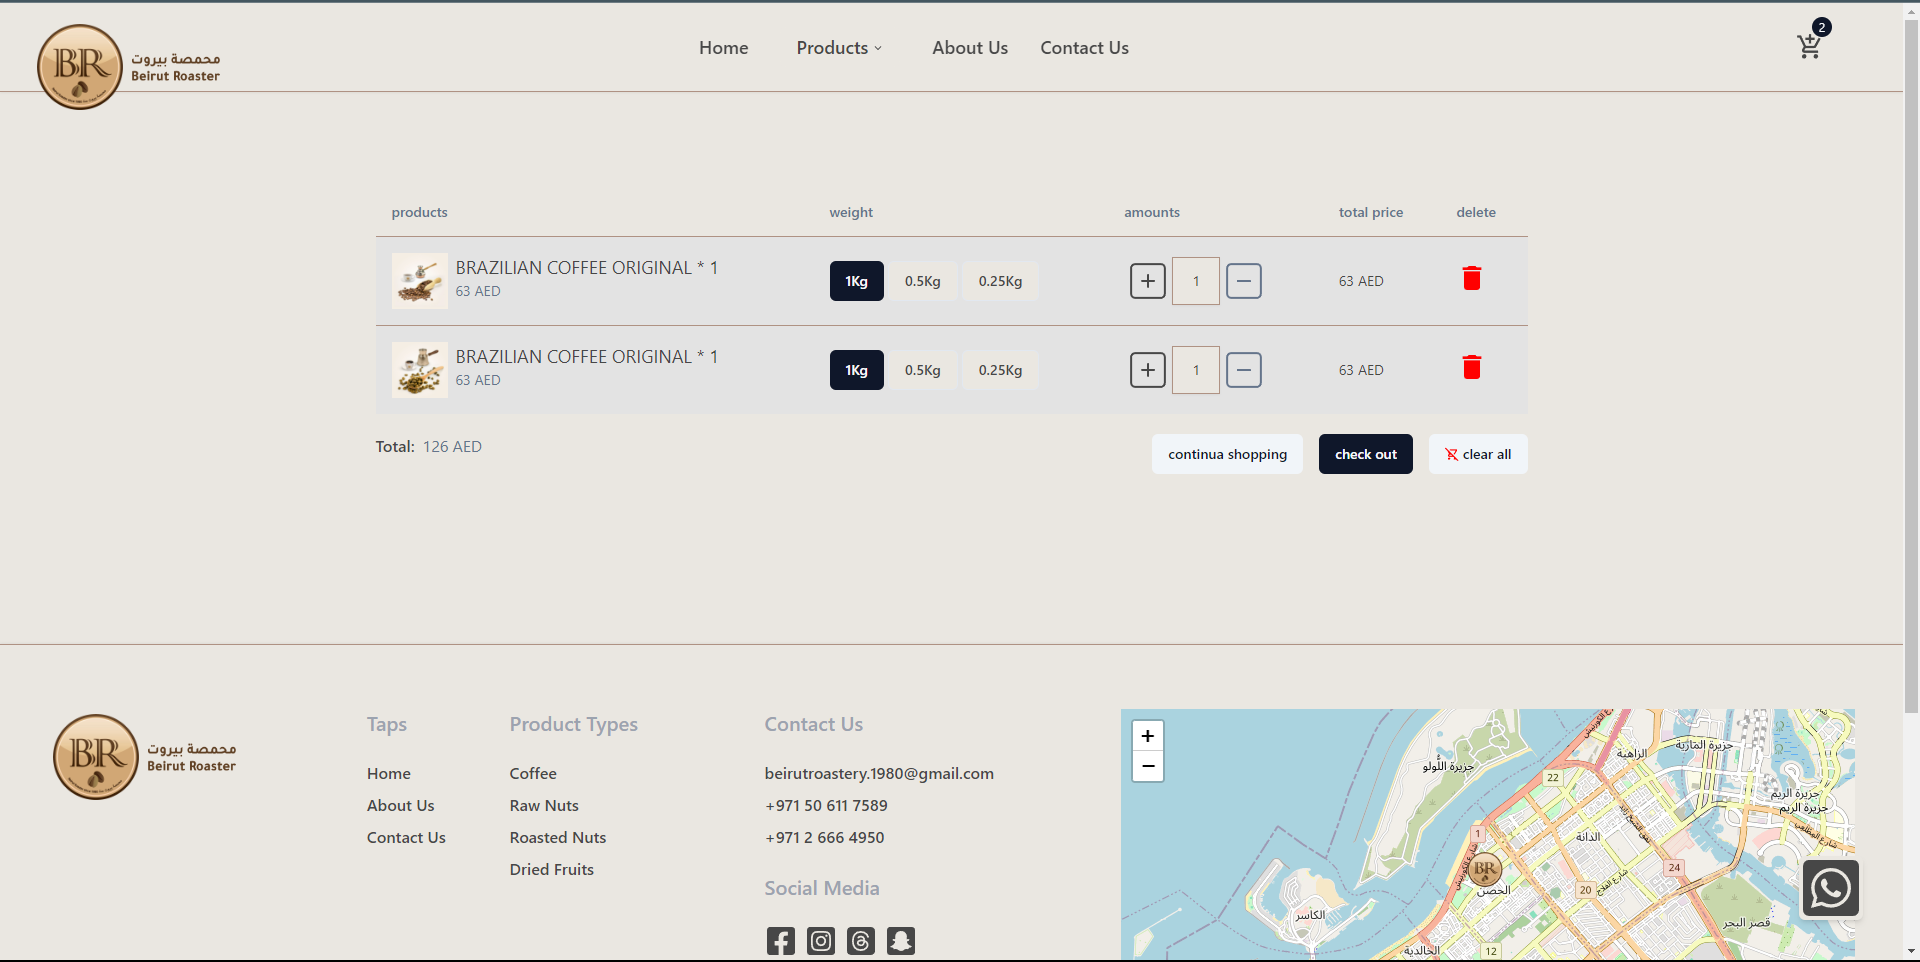 BR
محمصة بيروت
Beirut Roaster
Home
Products
About Us
Contact Us
2
products
weight
amounts
total price
delete
BRAZILIAN COFFEE ORIGINAL * 1
63 AED
1Kg
0.5Kg
0.25Kg
1
63 AED
BRAZILIAN COFFEE ORIGINAL * 1
63 AED
1Kg
0.5Kg
0.25Kg
1
63 AED
Total: 126 AED
continua shopping
check out
clear all
BR
محمصة بيروت
Beirut Roaster
Taps
Home
About Us
Contact Us
Product Types
Coffee
Raw Nuts
Roasted Nuts
Dried Fruits
Contact Us
beirutroastery.1980@gmail.com
+971 50 611 7589
+971 2 666 4950
Social Media
+
−
جزيرة اللُّولو
الزاهية
جزيرة المارية
22
جزيرة الريم
جزيرة الريم
1
الدانة
BR
الحصن
24
20
شارع الفلاح
الكاسر
قصر البحر
الخالدية
12